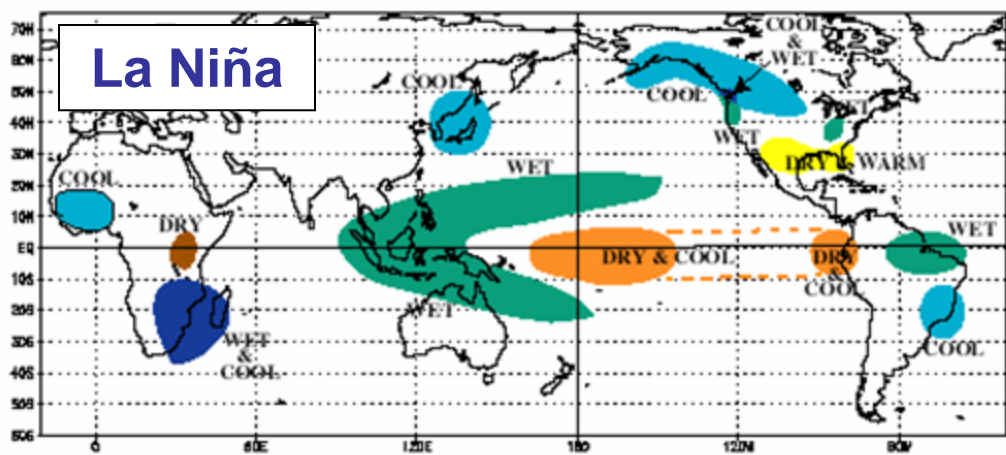 La Niña
70N
60N
50N
40N
30N
20N
10N
EQ
10S
20S
30S
40S
50S
60S
0
60E
120E
180
120W
60W
COOL
DRY
WET
&
COOL
COOL
WET
WET
DRY & COOL
COOL
COOL
&
WET
WET
WET
DRY & WARM
DRY
&
COOL
WET
COOL